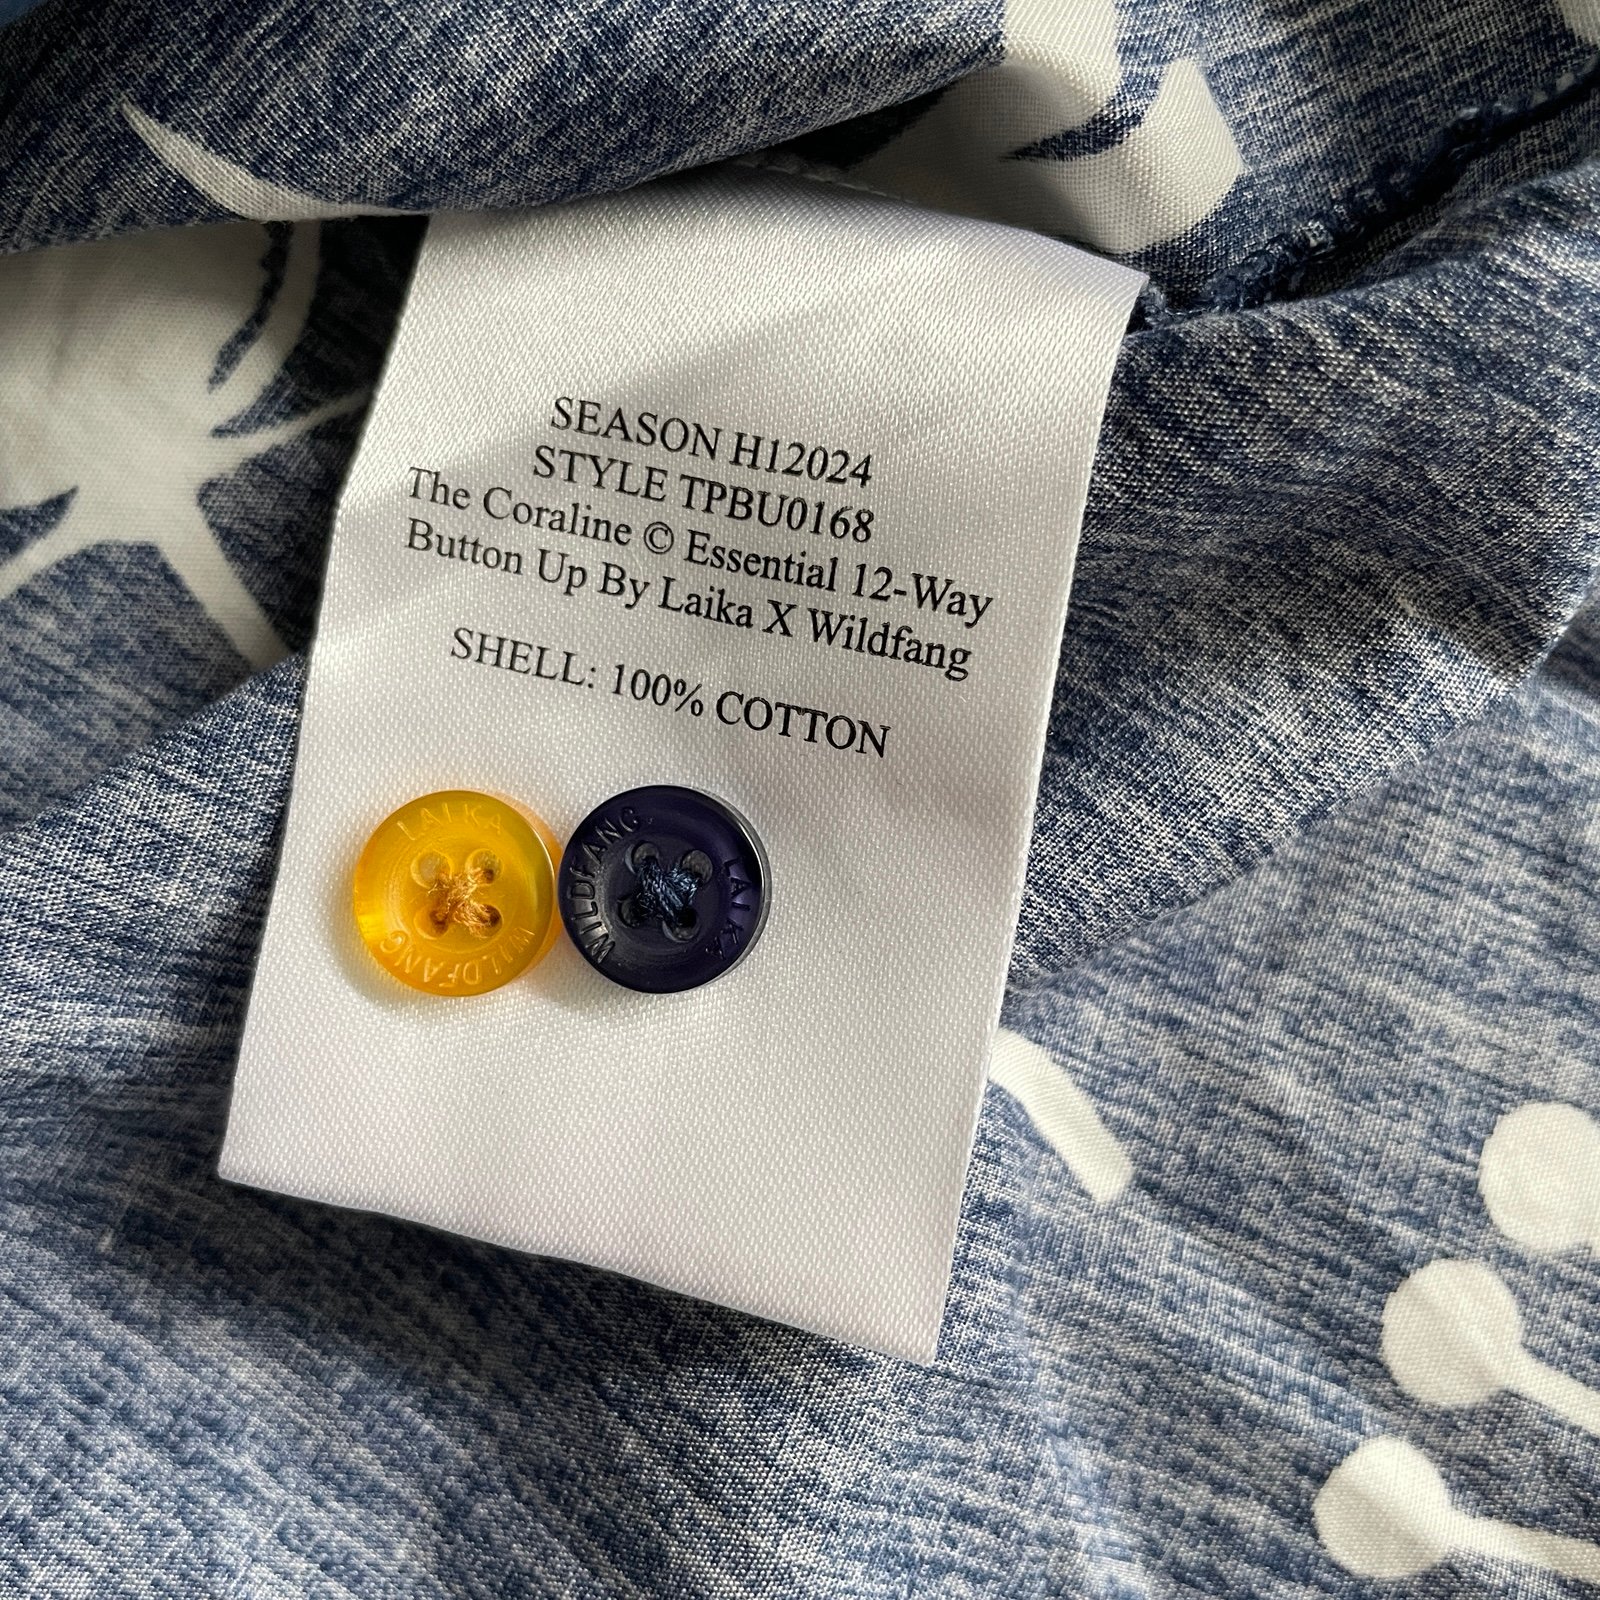 SEASON H12024
STYLE TPBU0168
The Coraline © Essential 12-Way
Button Up By Laika X Wildfang
SHELL: 100% COTTON
LAIKA
WILDFANG
WILDFANG
LAIKA